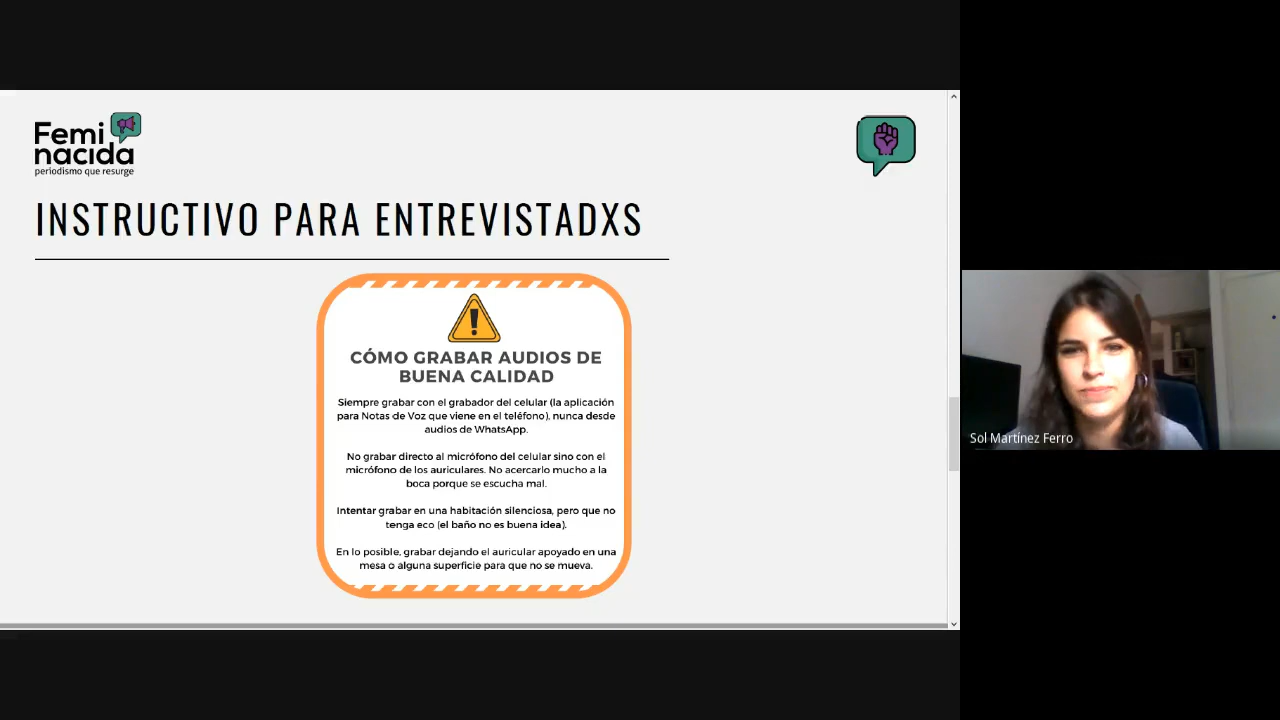 Femi
nacida
periodismo que resurge
INSTRUCTIVO PARA ENTREVISTADXS
CÓMO GRABAR AUDIOS DE
BUENA CALIDAD
Siempre grabar con el grabador del celular (la aplicación
para Notas de Voz que viene en el teléfono), nunca desde
audios de WhatsApp.
No grabar directo al micrófono del celular sino con el
micrófono de los auriculares. No acercarlo mucho a la
boca porque se escucha mal.
Intentar grabar en una habitación silenciosa, pero que no
tenga eco (el baño no es buena idea).
En lo posible, grabar dejando el auricular apoyado en una
mesa o alguna superficie para que no se mueva.
Sol Martínez Ferro